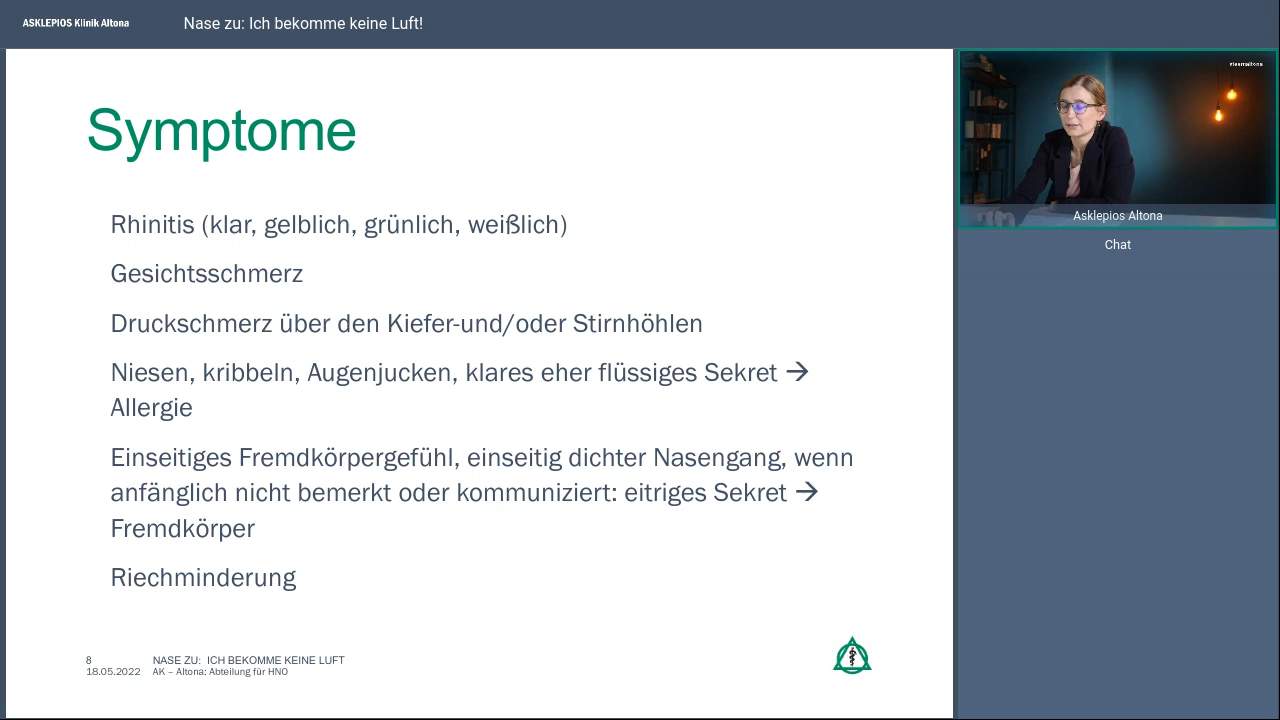 ASKLEPIOS Klinik Altona
Nase zu: Ich bekomme keine Luft!
Symptome
Rhinitis (klar, gelblich, grünlich, weißlich)
Gesichtsschmerz
Druckschmerz über den Kiefer-und/oder Stirnhöhlen
Niesen, kribbeln, Augenjucken, klares eher flüssiges Sekret →
Allergie
Einseitiges Fremdkörpergefühl, einseitig dichter Nasengang, wenn
anfänglich nicht bemerkt oder kommuniziert: eitriges Sekret →
Fremdkörper
Riechminderung
8 NASE ZU: ICH BEKOMME KEINE LUFT
18.05.2022 AK – Altona: Abteilung für HNO
#teamaltona
Asklepios Altona
Chat